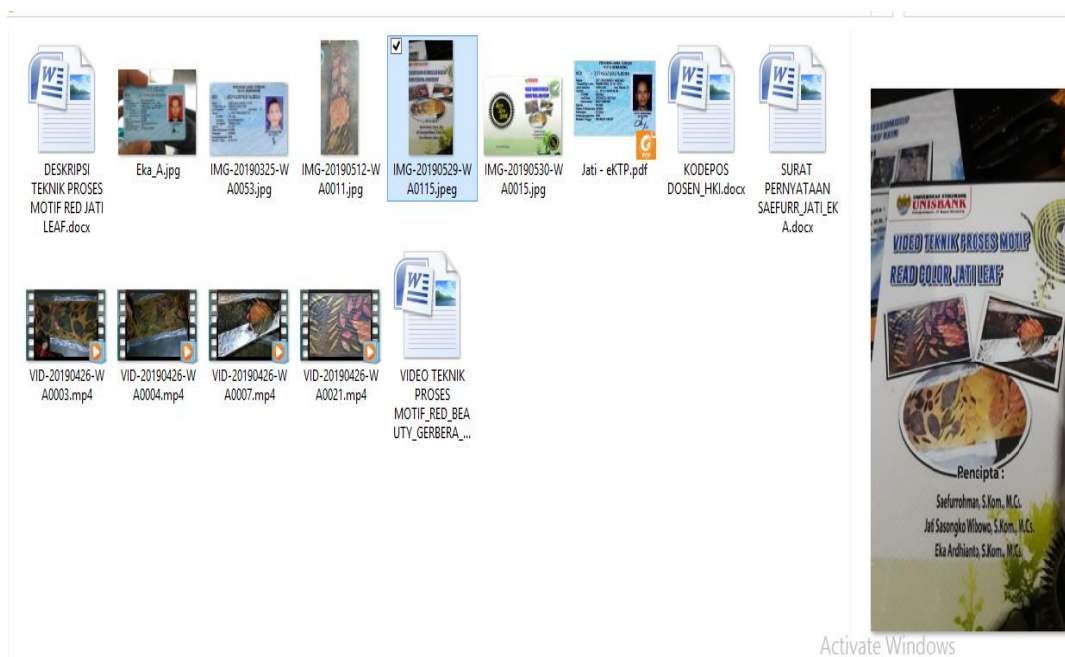 DESKRIPSI
TEKNIK PROSES
MOTIF RED JATI
LEAF.docx
Eka_A.jpg
IMG-20190325-W
A0053.jpg
IMG-20190512-W
A0011.jpg
IMG-20190529-W
A0115.jpeg
IMG-20190530-W
A0015.jpg
Jati - eKTP.pdf
KODEPOS
DOSEN_HKI.docx
SURAT
PERNYATAAN
SAEFURR_JATI_EK
A.docx
VID-20190426-W
A0003.mp4
VID-20190426-W
A0004.mp4
VID-20190426-W
A0007.mp4
VID-20190426-W
A0021.mp4
VIDEO TEKNIK
PROSES
MOTIF_RED_BEA
UTY_GERBERA_...
UNISBANK
VIDEO TEKNIK PROSES MOTIF
READ COLOR JATI LEAF
Pencipta :
Saefurrohman, S.Kom., M.Cs.
Jati Sasongko Wibowo, S.Kom., M.Cs.
Eka Ardhianto, S.Kom., M.Cs.
Activate Windows